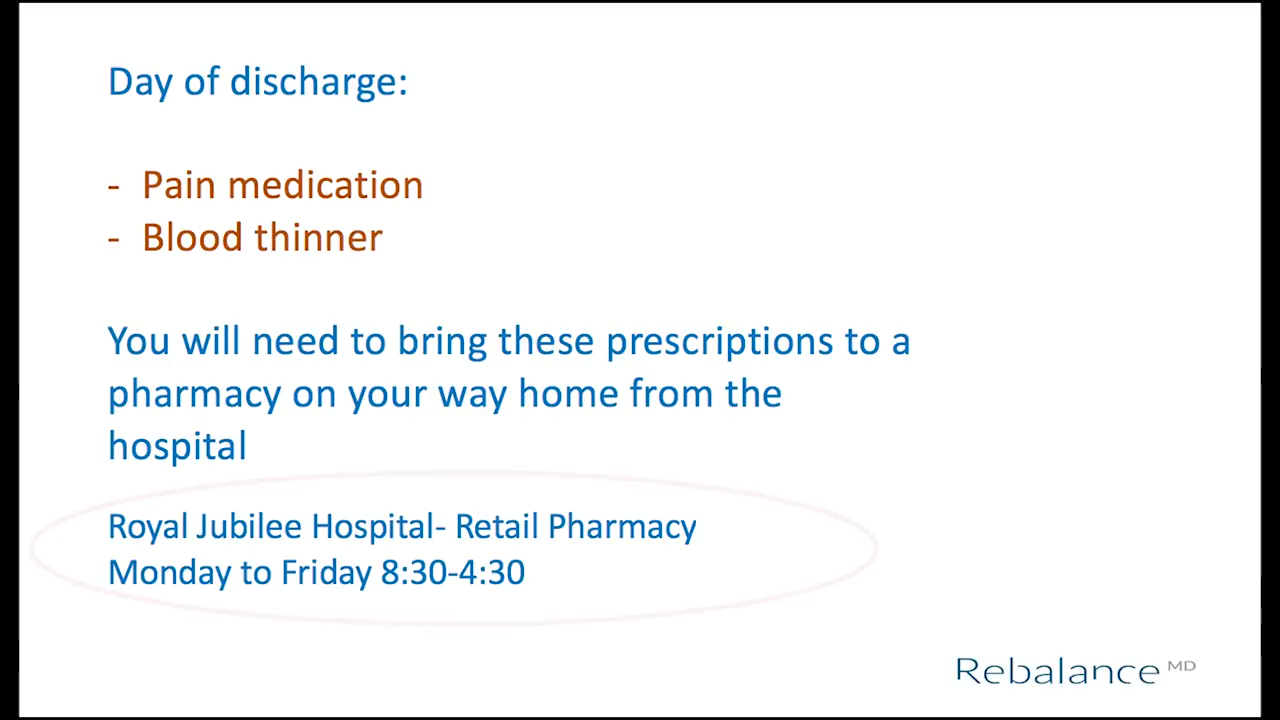 Day of discharge:
- Pain medication
- Blood thinner
You will need to bring these prescriptions to a
pharmacy on your way home from the
hospital
Royal Jubilee Hospital- Retail Pharmacy
Monday to Friday 8:30-4:30
Rebalance MD